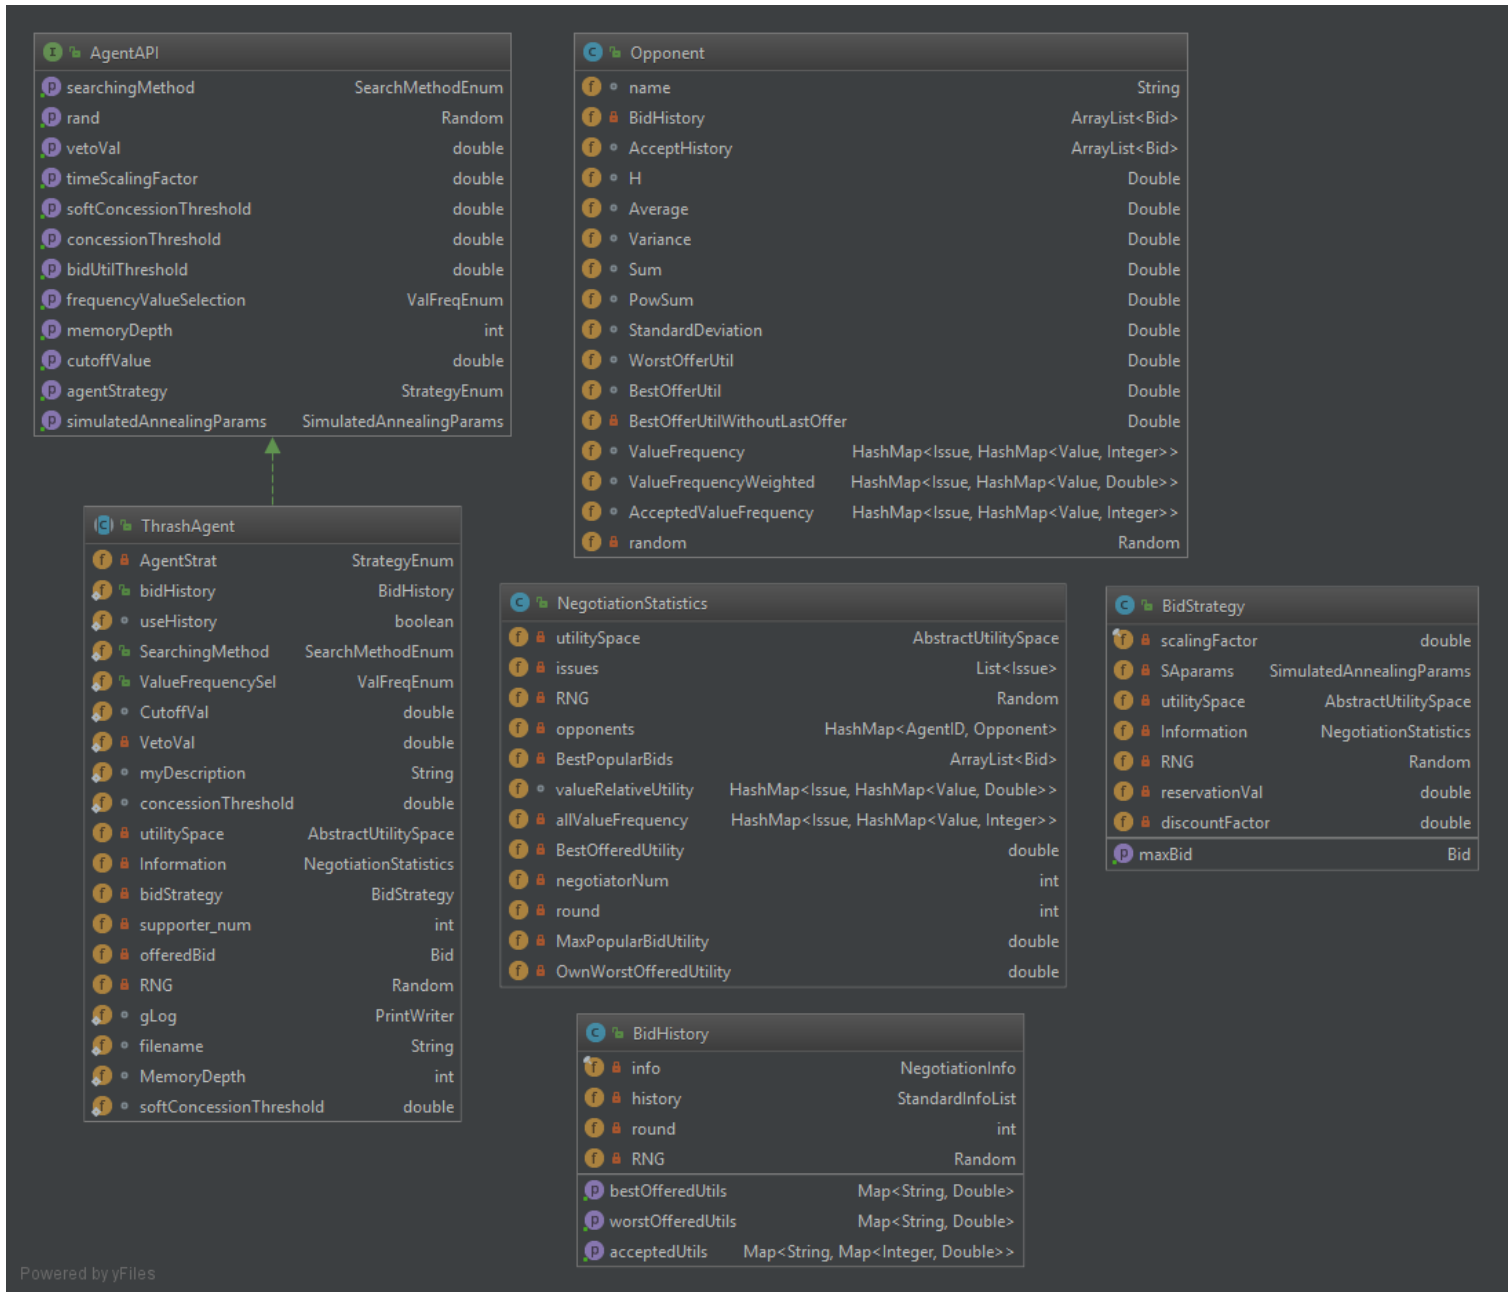 AgentAPI
searchingMethod SearchMethodEnum
rand Random
vetoVal double
timeScalingFactor double
softConcessionThreshold double
concessionThreshold double
bidUtilThreshold double
frequencyValueSelection ValFreqEnum
memoryDepth int
cutoffValue double
agentStrategy StrategyEnum
simulatedAnnealingParams SimulatedAnnealingParams
Opponent
name String
BidHistory ArrayList<Bid>
AcceptHistory ArrayList<Bid>
H Double
Average Double
Variance Double
Sum Double
PowSum Double
StandardDeviation Double
WorstOfferUtil Double
BestOfferUtil Double
BestOfferUtilWithoutLastOffer Double
ValueFrequency HashMap<Issue, HashMap<Value, Integer>>
ValueFrequencyWeighted HashMap<Issue, HashMap<Value, Double>>
AcceptedValueFrequency HashMap<Issue, HashMap<Value, Integer>>
random Random
ThrashAgent
AgentStrat StrategyEnum
bidHistory BidHistory
useHistory boolean
SearchingMethod SearchMethodEnum
ValueFrequencySel ValFreqEnum
CutoffVal double
VetoVal double
myDescription String
concessionThreshold double
utilitySpace AbstractUtilitySpace
Information NegotiationStatistics
bidStrategy BidStrategy
supporter_num int
offeredBid Bid
RNG Random
gLog PrintWriter
filename String
MemoryDepth int
softConcessionThreshold double
NegotiationStatistics
utilitySpace AbstractUtilitySpace
issues List<Issue>
RNG Random
opponents HashMap<AgentID, Opponent>
BestPopularBids ArrayList<Bid>
valueRelativeUtility HashMap<Issue, HashMap<Value, Double>>
allValueFrequency HashMap<Issue, HashMap<Value, Integer>>
BestOfferedUtility double
negotiatorNum int
round int
MaxPopularBidUtility double
OwnWorstOfferedUtility double
BidStrategy
scalingFactor double
SAparams SimulatedAnnealingParams
utilitySpace AbstractUtilitySpace
Information NegotiationStatistics
RNG Random
reservationVal double
discountFactor double
maxBid Bid
BidHistory
info NegotiationInfo
history StandardInfoList
round int
RNG Random
bestOfferedUtils Map<String, Double>
worstOfferedUtils Map<String, Double>
acceptedUtils Map<String, Map<Integer, Double>>
Powered by yFiles